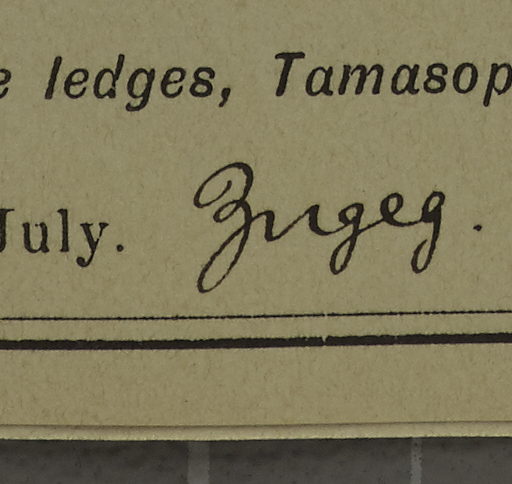 e ledges, Tamasop
July.